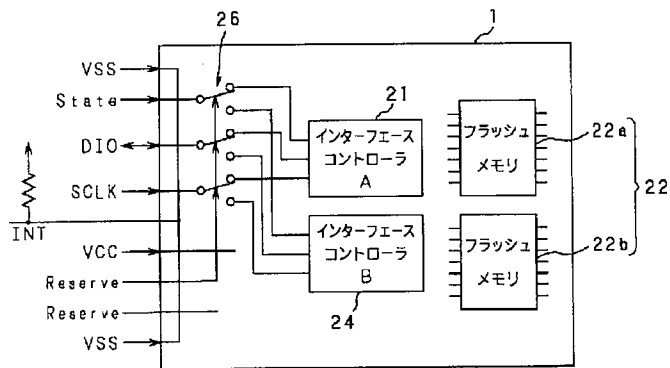 1
26
VSS
State
DIO
SCLK
INT
VCC
Reserve
Reserve
VSS
21
インターフェース
コントローラ
A
インターフェース
コントローラ
B
24
フラッシュ
メモリ
22a
22
フラッシュ
メモリ
22b